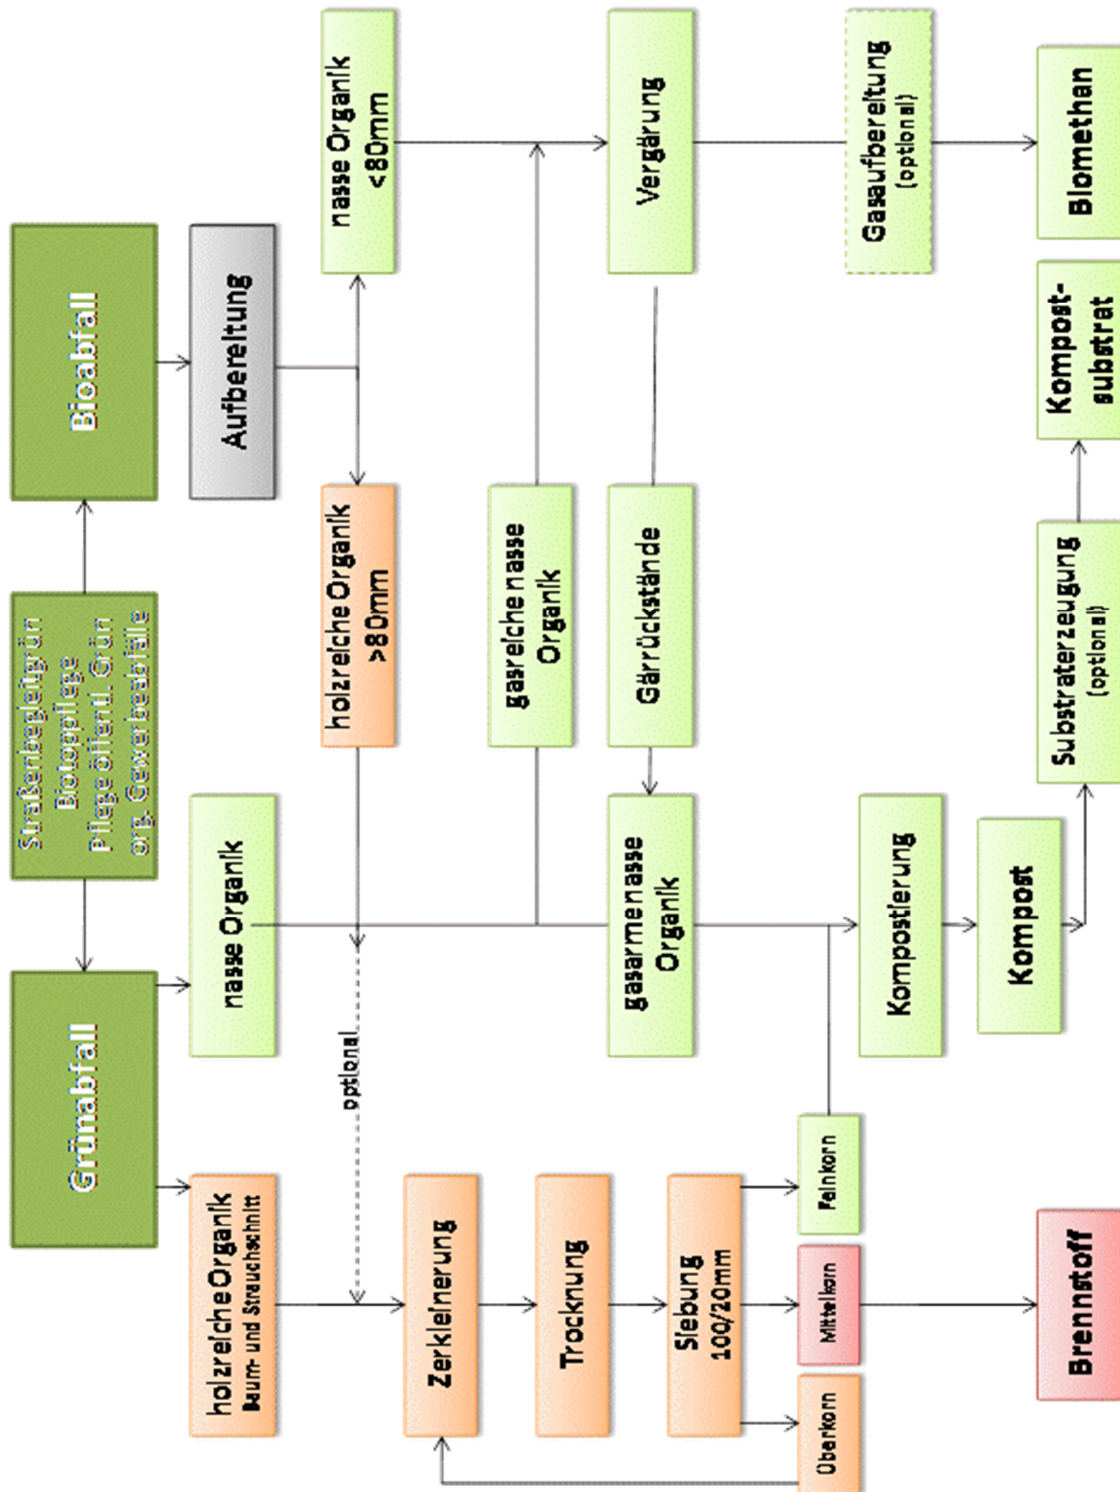 Grünabfall
Straßenbegleitgrün
Biotoppflege
Pflege öffentl. Grün
org. Gewerbeabfälle
Bioabfall
holzreiche Organik
Baum- und Strauchschnitt
nasse Organik
Aufbereitung
optional
holzreiche Organik
>80mm
nasse Organik
<80mm
Zerkleinerung
gasreiche nasse
Organik
Trocknung
gasarme nasse
Organik
Gärrückstände
Vergärung
Siebung
100/20mm
Überkorn
Mittelkorn
Feinkorn
Kompostierung
Gasaufbereitung
(optional)
Kompost
Substraterzeugung
(optional)
Brennstoff
Kompost-
substrat
Biomethan